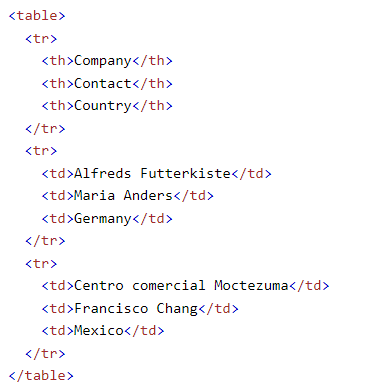 <table>
  <tr>
    <th>Company</th>
    <th>Contact</th>
    <th>Country</th>
  </tr>
  <tr>
    <td>Alfreds Futterkiste</td>
    <td>Maria Anders</td>
    <td>Germany</td>
  </tr>
  <tr>
    <td>Centro comercial Moctezuma</td>
    <td>Francisco Chang</td>
    <td>Mexico</td>
  </tr>
</table>